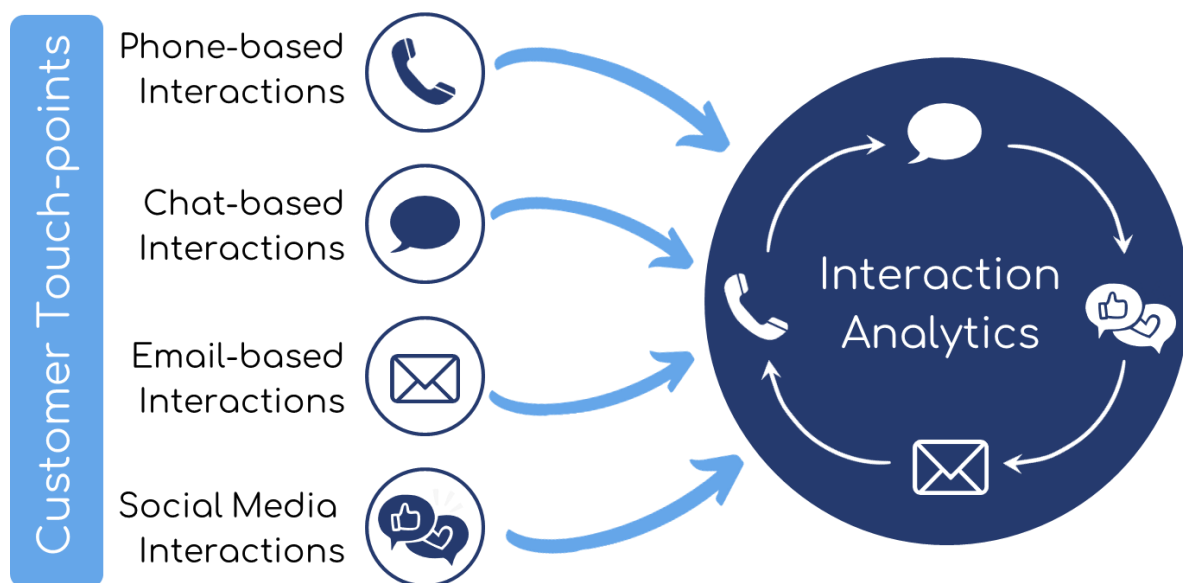 Customer Touch-points
Phone-based
Interactions
Chat-based
Interactions
Email-based
Interactions
Social Media
Interactions
Interaction
Analytics